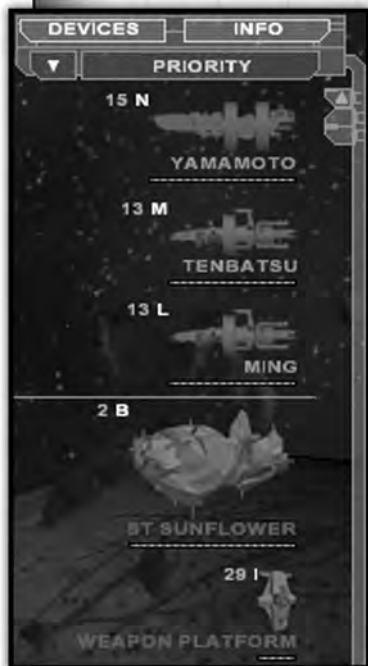 DEVICES INFO
▼ PRIORITY
15 N
YAMAMOTO
13 M
TENBATSU
13 L
MING
2 B
ST SUNFLOWER
29 I
WEAPON PLATFORM